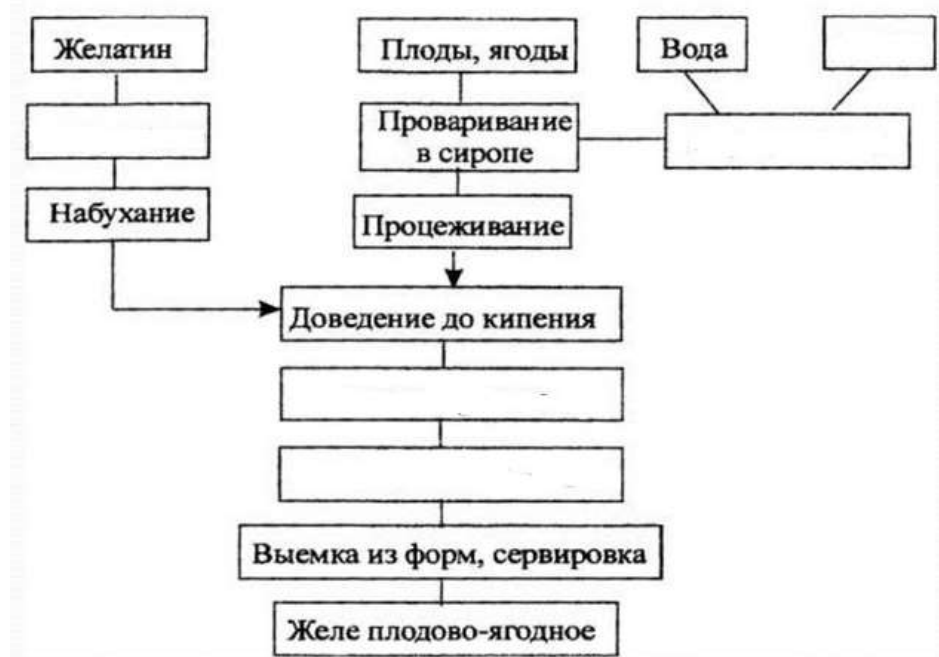 Желатин
Плоды, ягоды
Вода
Проваривание
в сиропе
Набухание
Процеживание
Доведение до кипения
Выемка из форм, сервировка
Желе плодово-ягодное